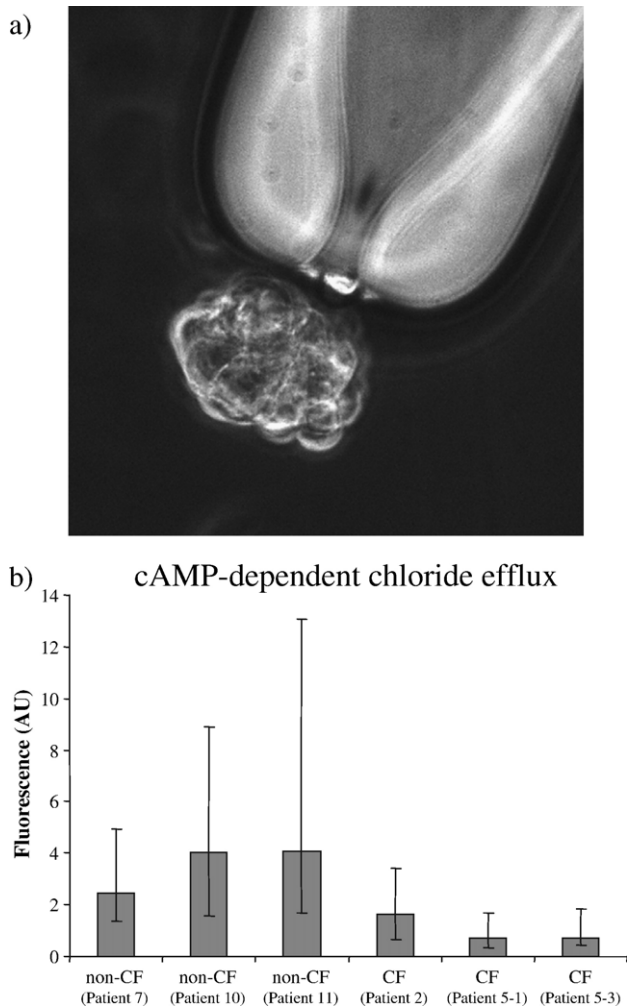 a)
b)
cAMP-dependent chloride efflux
14
12
10
8
6
4
2
0
Fluorescence (AU)
non-CF non-CF non-CF CF CF CF
(Patient 7) (Patient 10) (Patient 11) (Patient 2) (Patient 5-1) (Patient 5-3)